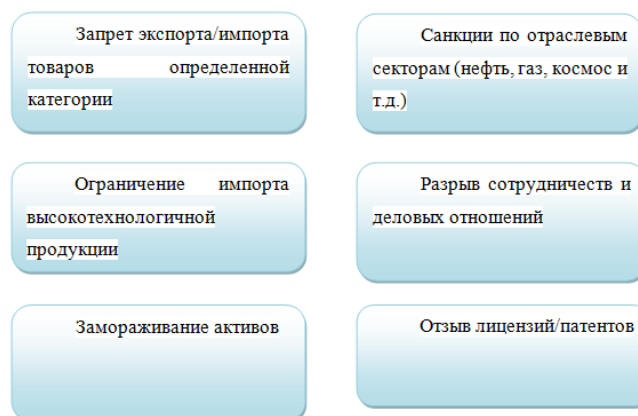 Запрет экспорта/импорта
товаров определенной
категории
Санкции по отраслевым
секторам (нефть, газ, космос и
т.д.)
Ограничение импорта
высокотехнологичной
продукции
Разрыв сотрудничеств и
деловых отношений
Замораживание активов
Отзыв лицензий/патентов